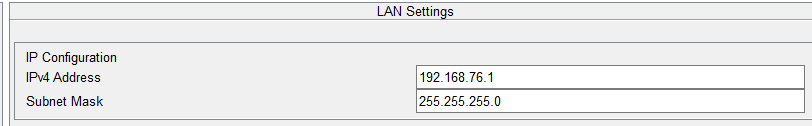 LAN Settings
IP Configuration
IPv4 Address 192.168.76.1
Subnet Mask 255.255.255.0